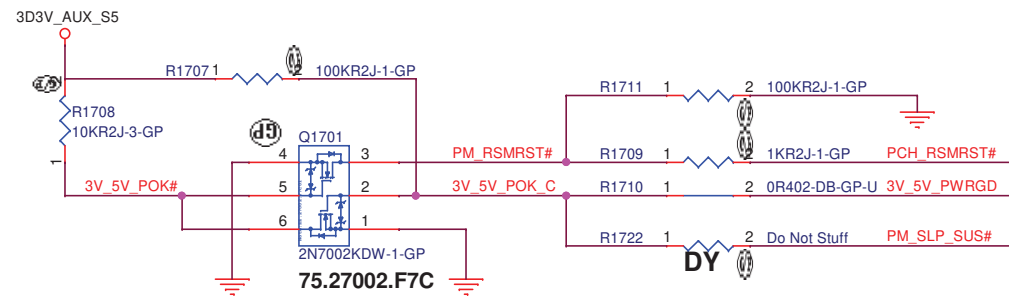 3D3V_AUX_S5
R1707 1 2 100KR2J-1-GP
R1711 1 2 100KR2J-1-GP
2
R1708
10KR2J-3-GP
1
GP
Q1701
4 3 PM_RSMRST# R1709 1 2 1KR2J-1-GP PCH_RSMRST#
3V_5V_POK# 5 2 3V_5V_POK_C R1710 1 2 0R402-DB-GP-U 3V_5V_PWRGD
6 1
R1722 1 2 Do Not Stuff PM_SLP_SUS#
DY
2N7002KDW-1-GP
75.27002.F7C